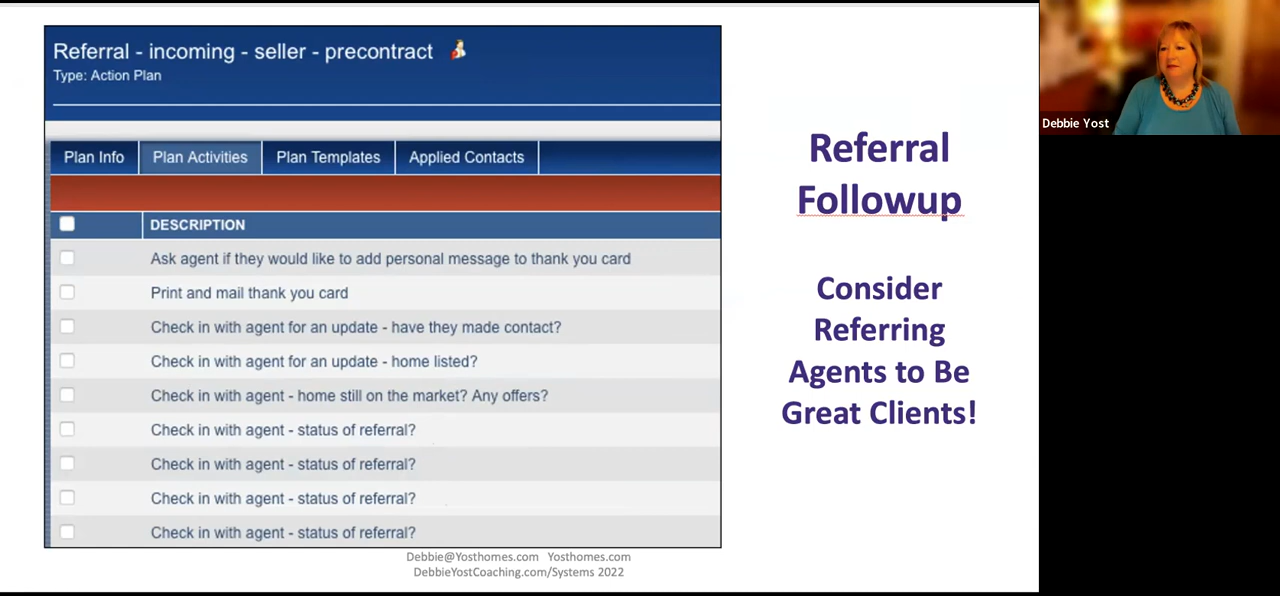 Referral - incoming - seller - precontract
Type: Action Plan
Plan Info
Plan Activities
Plan Templates
Applied Contacts
DESCRIPTION
Ask agent if they would like to add personal message to thank you card
Print and mail thank you card
Check in with agent for an update - have they made contact?
Check in with agent for an update - home listed?
Check in with agent - home still on the market? Any offers?
Check in with agent - status of referral?
Check in with agent - status of referral?
Check in with agent - status of referral?
Check in with agent - status of referral?
Referral
Followup
Consider
Referring
Agents to Be
Great Clients!
Debbie@Yosthomes.com Yosthomes.com
DebbieYostCoaching.com/Systems 2022
Debbie Yost